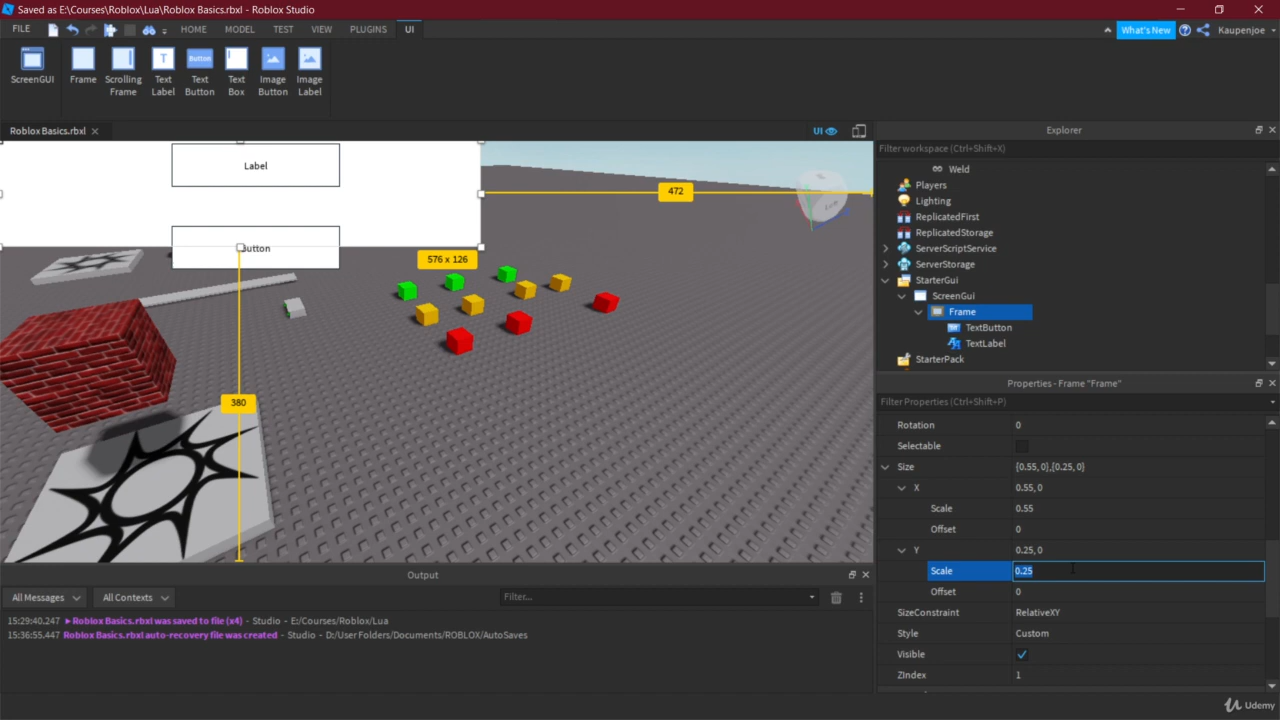 Saved as E:\Courses\Roblox\Lua\Roblox Basics.rbxl - Roblox Studio
FILE HOME MODEL TEST VIEW PLUGINS UI What's New Kaupenjoe
ScreenGUI Frame Scrolling Frame Text Label Button Text Button Text Box Image Button Image Label
Roblox Basics.rbxl UI
Label
Button
472
576 x 126
380
Explorer
Filter workspace (Ctrl+Shift+X)
Weld
Players
Lighting
ReplicatedFirst
ReplicatedStorage
ServerScriptService
ServerStorage
StarterGui
ScreenGui
Frame
TextButton
TextLabel
StarterPack
Properties - Frame "Frame"
Filter Properties (Ctrl+Shift+P)
Rotation 0
Selectable
Size {0.55, 0},{0.25, 0}
X 0.55, 0
Scale 0.55
Offset 0
Y 0.25, 0
Scale 0.25
Offset 0
SizeConstraint RelativeXY
Style Custom
Visible
ZIndex 1
Output
All Messages All Contexts Filter...
15:29:40.247 Roblox Basics.rbxl was saved to file (x4) - Studio - E:/Courses/Roblox/Lua
15:36:55.447 Roblox Basics.rbxl auto-recovery file was created - Studio - D:/UserFolders/Documents/ROBLOX/AutoSaves
Udemy